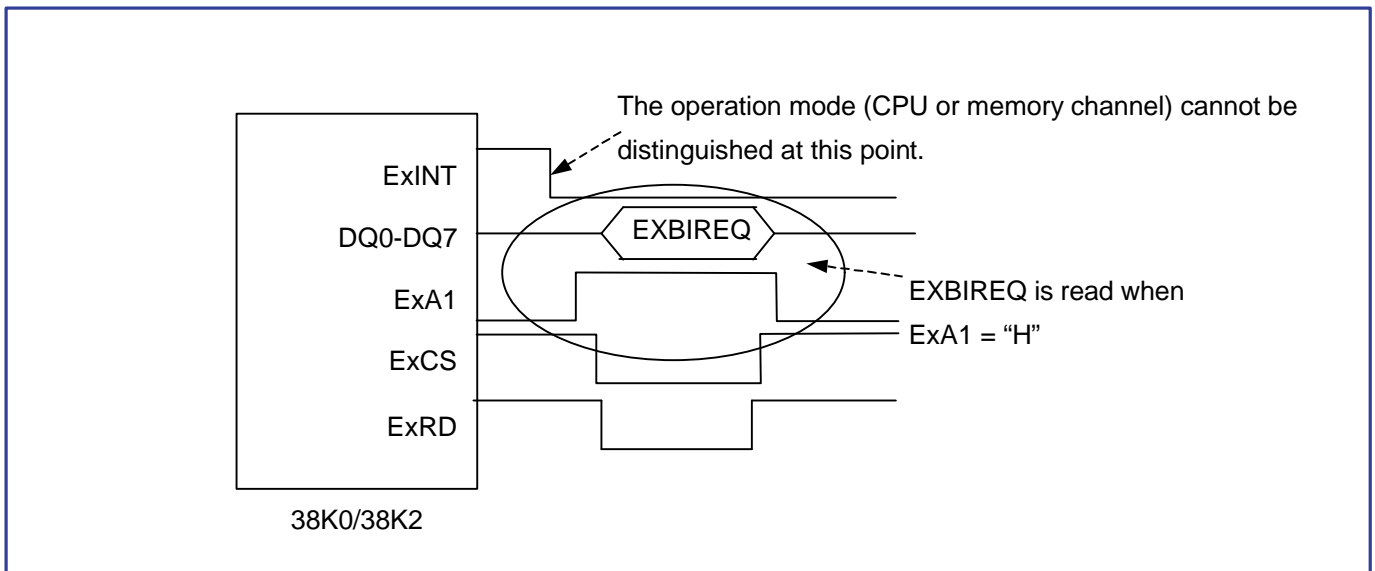 The operation mode (CPU or memory channel) cannot be
distinguished at this point.
ExINT
DQ0-DQ7
EXBIREQ
ExA1
EXBIREQ is read when
ExA1 = “H”
ExCS
ExRD
38K0/38K2